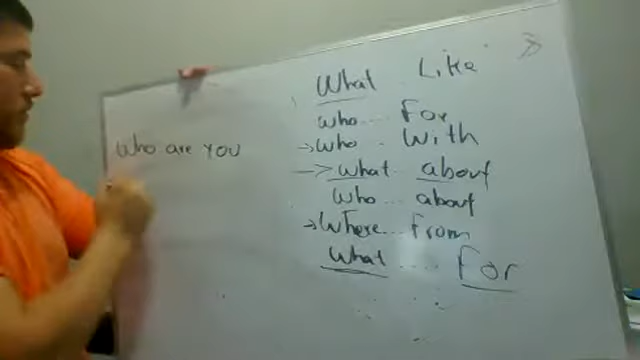 What . Like
who... For
→ who . With
→ what about
who... about
→ Where... from
what .... For
Who are you